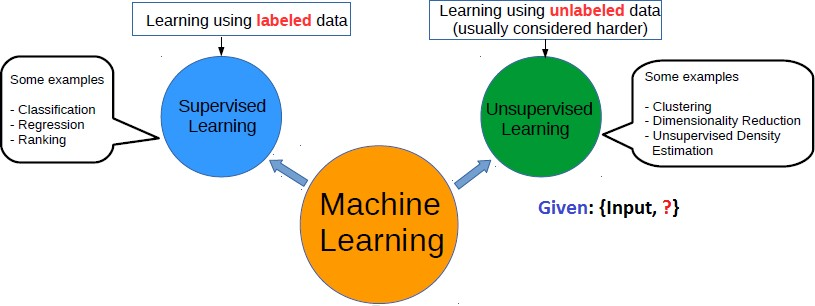 Learning using labeled data
Learning using unlabeled data
(usually considered harder)
Some examples
- Classification
- Regression
- Ranking
Supervised
Learning
Unsupervised
Learning
Some examples
- Clustering
- Dimensionality Reduction
- Unsupervised Density
Estimation
Machine
Learning
Given: {Input, ?}